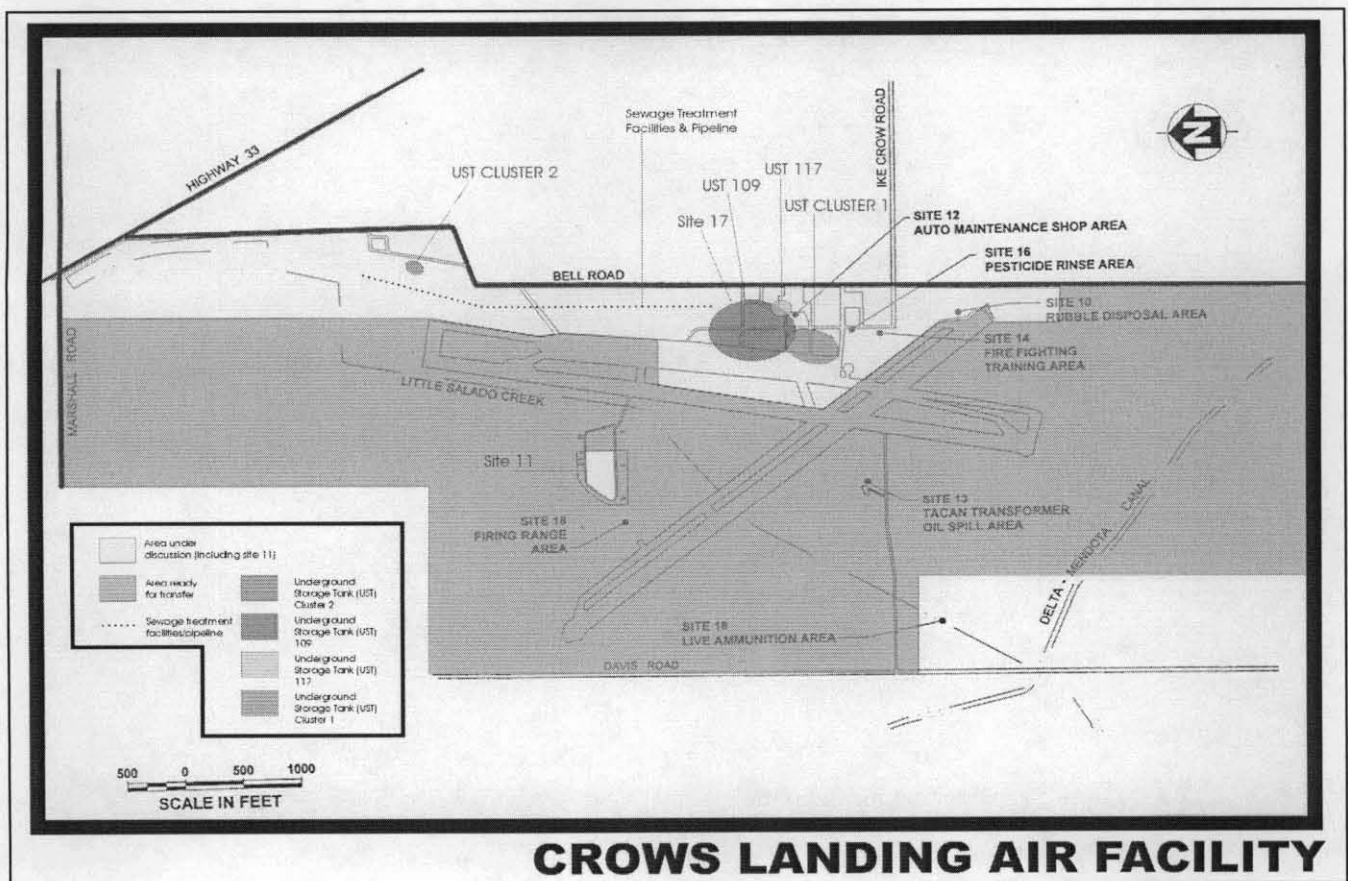 Sewage Treatment
Facilities & Pipeline
IKE CROW ROAD
N
HIGHWAY 33
UST CLUSTER 2
UST 117
UST 109
UST CLUSTER 1
Site 17
SITE 12
AUTO MAINTENANCE SHOP AREA
SITE 16
PESTICIDE RINSE AREA
BELL ROAD
SITE 10
RUBBLE DISPOSAL AREA
SITE 14
FIRE FIGHTING
TRAINING AREA
MARSHALL ROAD
LITTLE SALADO CREEK
Site 11
SITE 13
TACAN TRANSFORMER
OIL SPILL AREA
SITE 18
FIRING RANGE
AREA
DELTA - MENDOTA CANAL
SITE 18
LIVE AMMUNITION AREA
DAVIS ROAD
Area under
discussion (including site 11)
Area ready
for transfer
Sewage treatment
facilities/pipeline
Underground
Storage Tank (UST)
Cluster 2
Underground
Storage Tank (UST)
109
Underground
Storage Tank (UST)
117
Underground
Storage Tank (UST)
Cluster 1
500 0 500 1000
SCALE IN FEET
CROWS LANDING AIR FACILITY